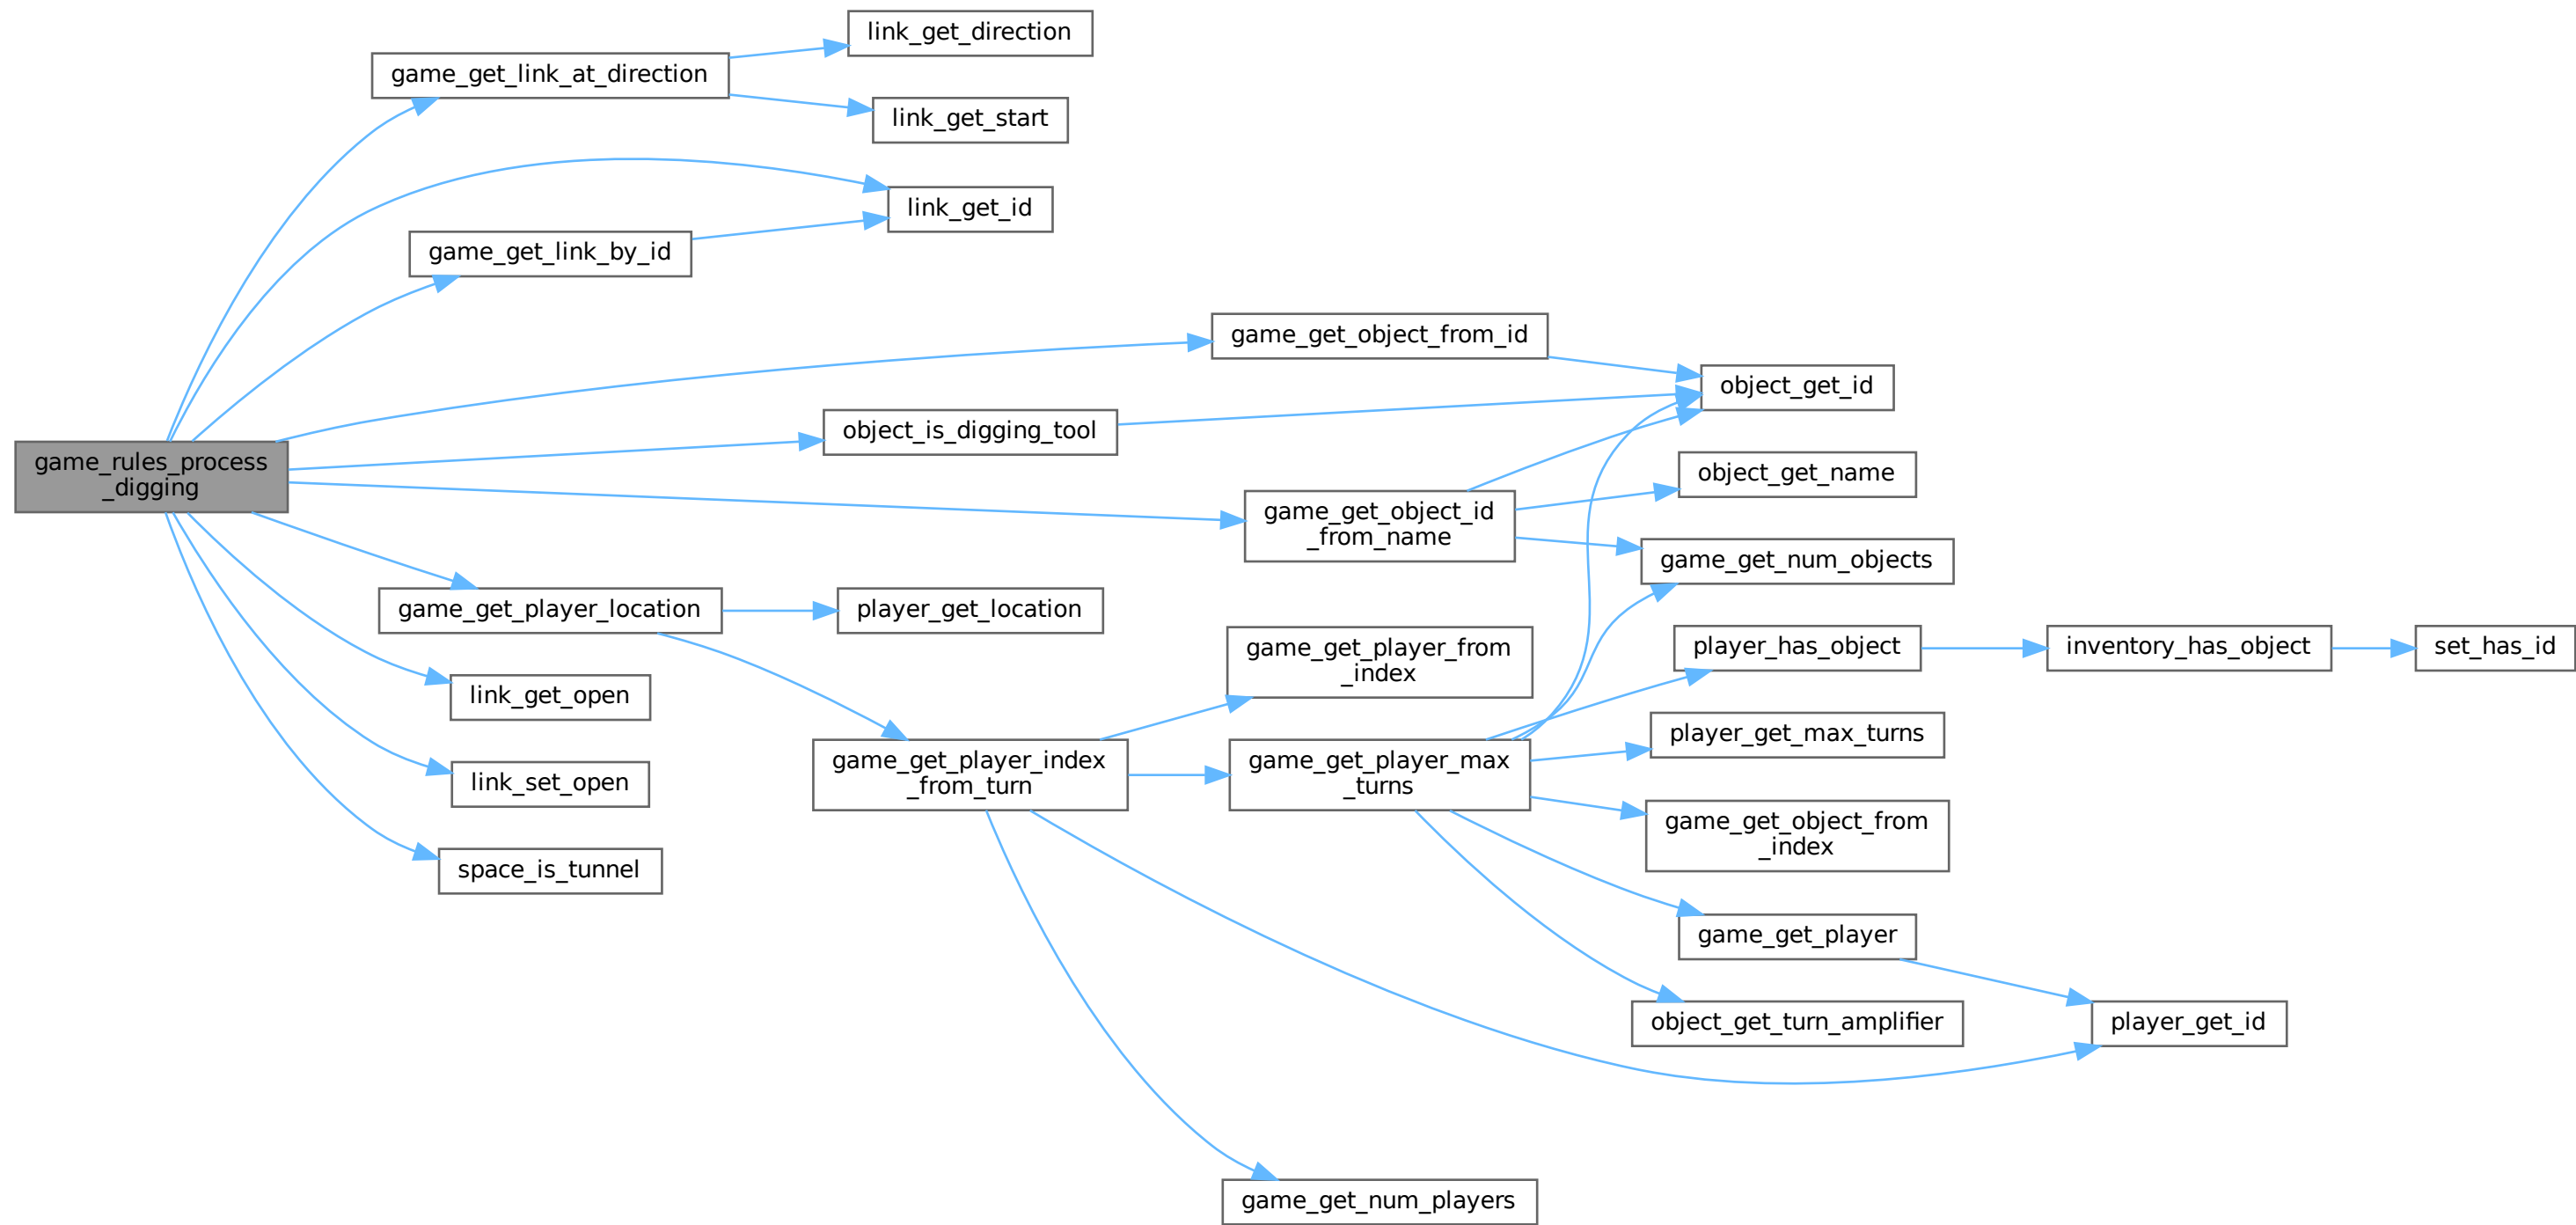 link_get_direction
game_get_link_at_direction
link_get_start
link_get_id
game_get_link_by_id
game_get_object_from_id
object_get_id
object_is_digging_tool
game_rules_process
_digging
object_get_name
game_get_object_id
_from_name
game_get_num_objects
game_get_player_location
player_get_location
game_get_player_from
_index
player_has_object
inventory_has_object
set_has_id
link_get_open
player_get_max_turns
game_get_player_index
_from_turn
game_get_player_max
_turns
link_set_open
game_get_object_from
_index
space_is_tunnel
game_get_player
object_get_turn_amplifier
player_get_id
game_get_num_players